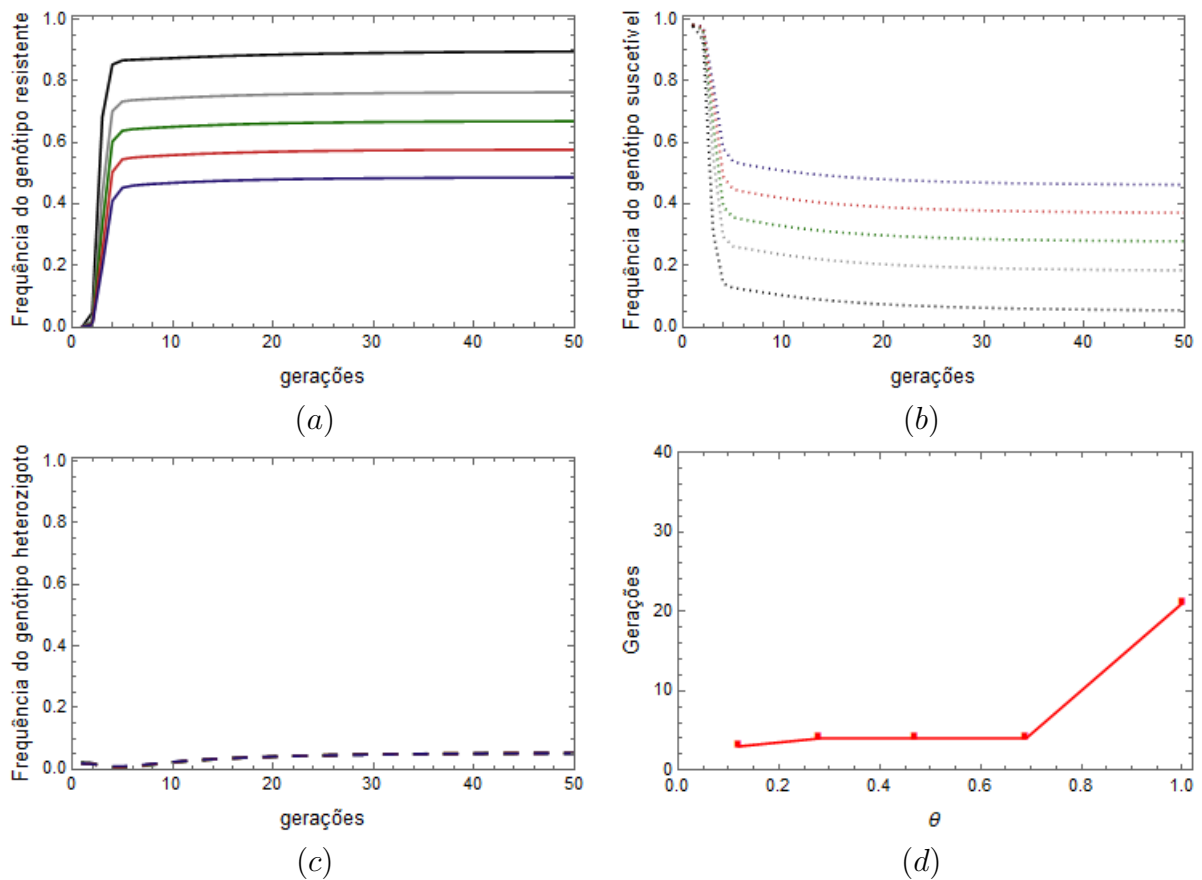 Frequência do genótipo resistente
1.0
0.8
0.6
0.4
0.2
0.0
0 10 20 30 40 50
gerações
(a)
Frequência do genótipo suscetível
1.0
0.8
0.6
0.4
0.2
0.0
0 10 20 30 40 50
gerações
(b)
Frequência do genótipo heterozigoto
1.0
0.8
0.6
0.4
0.2
0.0
0 10 20 30 40 50
gerações
(c)
Gerações
40
30
20
10
0
0.0 0.2 0.4 0.6 0.8 1.0
θ
(d)